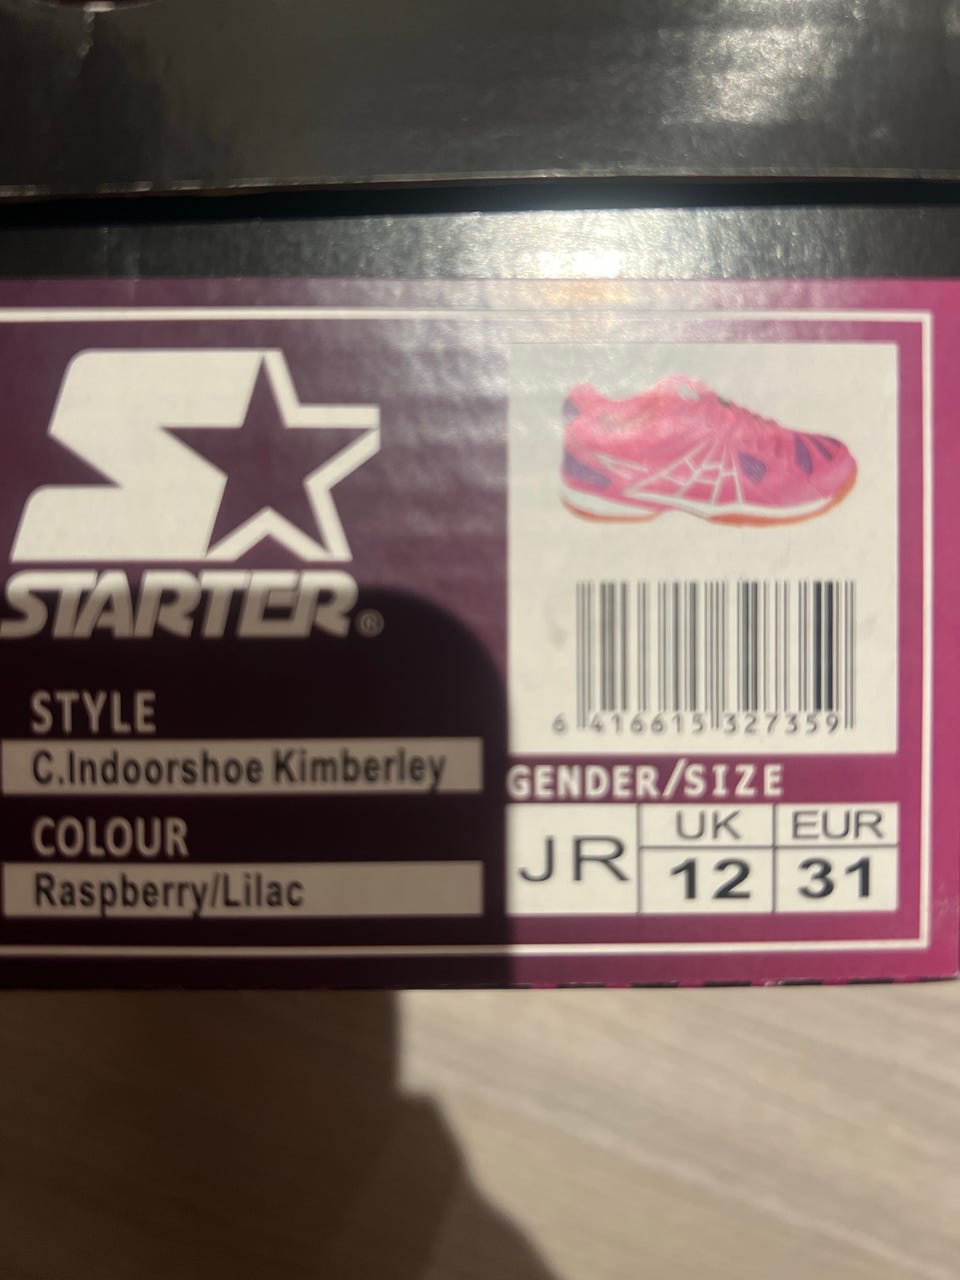 STARTER®
STYLE
C.Indoorshoe Kimberley
COLOUR
Raspberry/Lilac
6 416615 327359
GENDER/SIZE
JR
UK EUR
12 31